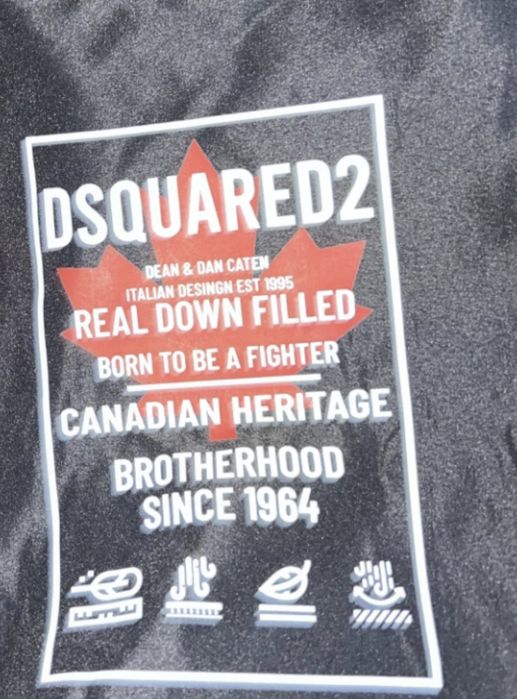 DSQUARED2
DEAN & DAN CATEN
ITALIAN DESINGN EST 1995
REAL DOWN FILLED
BORN TO BE A FIGHTER
CANADIAN HERITAGE
BROTHERHOOD
SINCE 1964